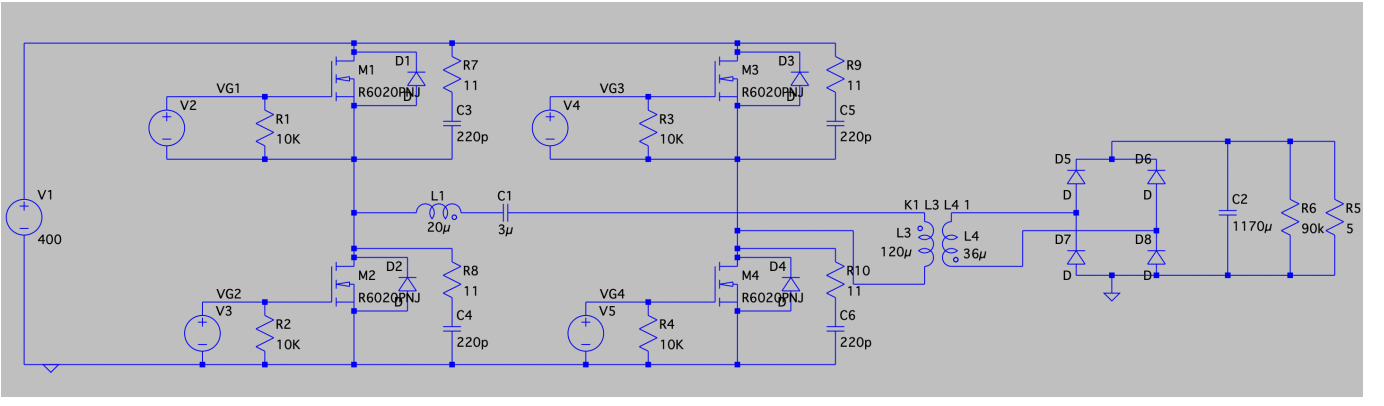 V1
400
VG1
V2
R1
10K
M1
R6020PNJ
D1
D
R7
11
C3
220p
VG3
V4
R3
10K
M3
R6020PNJ
D3
D
R9
11
C5
220p
L1
20µ
C1
3µ
VG2
V3
R2
10K
M2
R6020PNJ
D2
D
R8
11
C4
220p
VG4
V5
R4
10K
M4
R6020PNJ
D4
D
R10
11
C6
220p
K1 L3 L4 1
L3
120µ
L4
36µ
D5
D
D6
D
D7
D
D8
D
C2
1170µ
R6
90k
R5
5